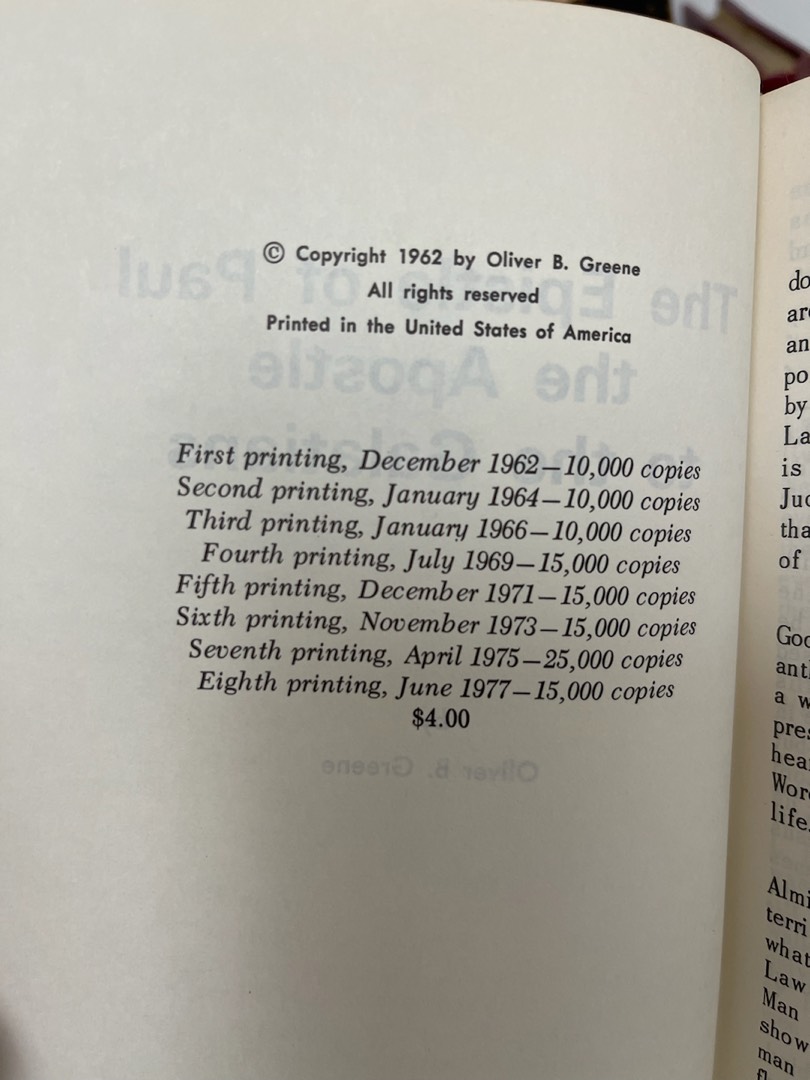 © Copyright 1962 by Oliver B. Greene
All rights reserved
Printed in the United States of America
First printing, December 1962—10,000 copies
Second printing, January 1964—10,000 copies
Third printing, January 1966—10,000 copies
Fourth printing, July 1969—15,000 copies
Fifth printing, December 1971—15,000 copies
Sixth printing, November 1973—15,000 copies
Seventh printing, April 1975—25,000 copies
Eighth printing, June 1977—15,000 copies
$4.00